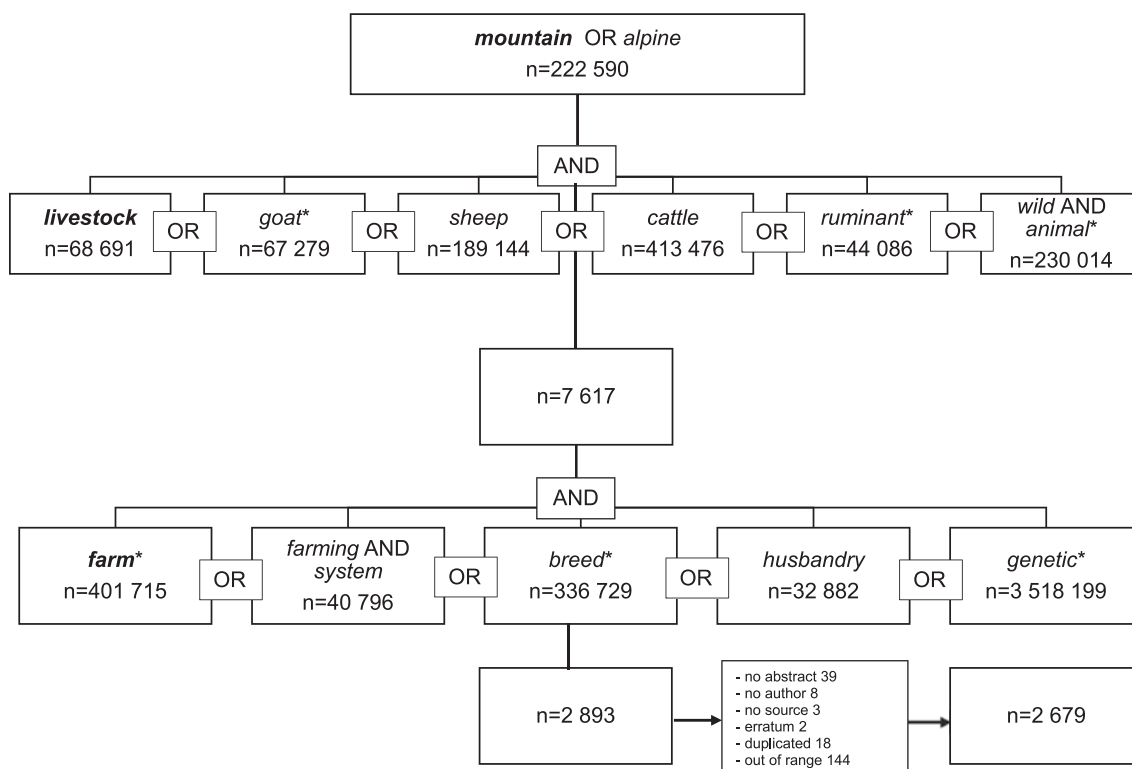 mountain OR alpine
n=222 590
AND
livestock
n=68 691
OR
goat*
n=67 279
OR
sheep
n=189 144
OR
cattle
n=413 476
OR
ruminant*
n=44 086
OR
wild AND
animal*
n=230 014
n=7 617
AND
farm*
n=401 715
OR
farming AND
system
n=40 796
OR
breed*
n=336 729
OR
husbandry
n=32 882
OR
genetic*
n=3 518 199
n=2 893
- no abstract 39
- no author 8
- no source 3
- erratum 2
- duplicated 18
- out of range 144
n=2 679